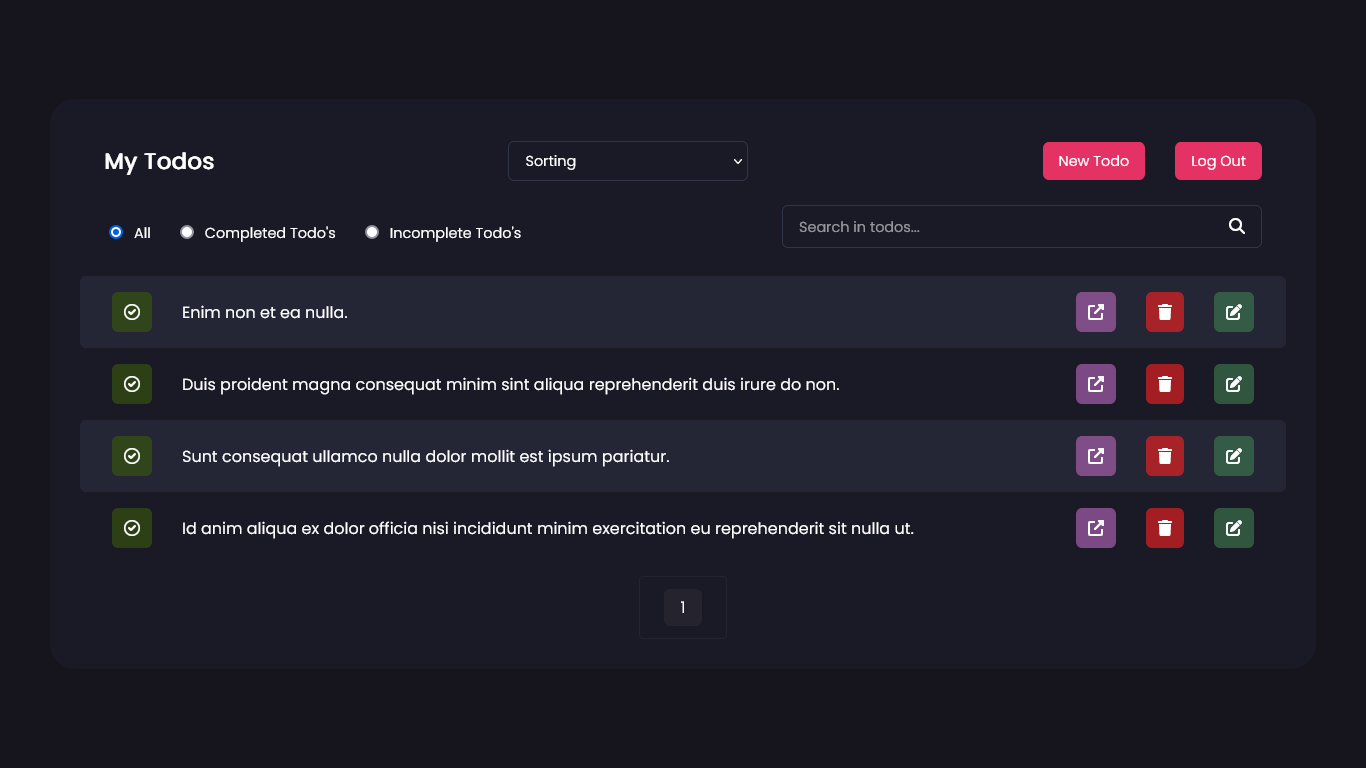 My Todos
Sorting
New Todo
Log Out
All
Completed Todo's
Incomplete Todo's
Search in todos...
Enim non et ea nulla.
Duis proident magna consequat minim sint aliqua reprehenderit duis irure do non.
Sunt consequat ullamco nulla dolor mollit est ipsum pariatur.
Id anim aliqua ex dolor officia nisi incididunt minim exercitation eu reprehenderit sit nulla ut.
1